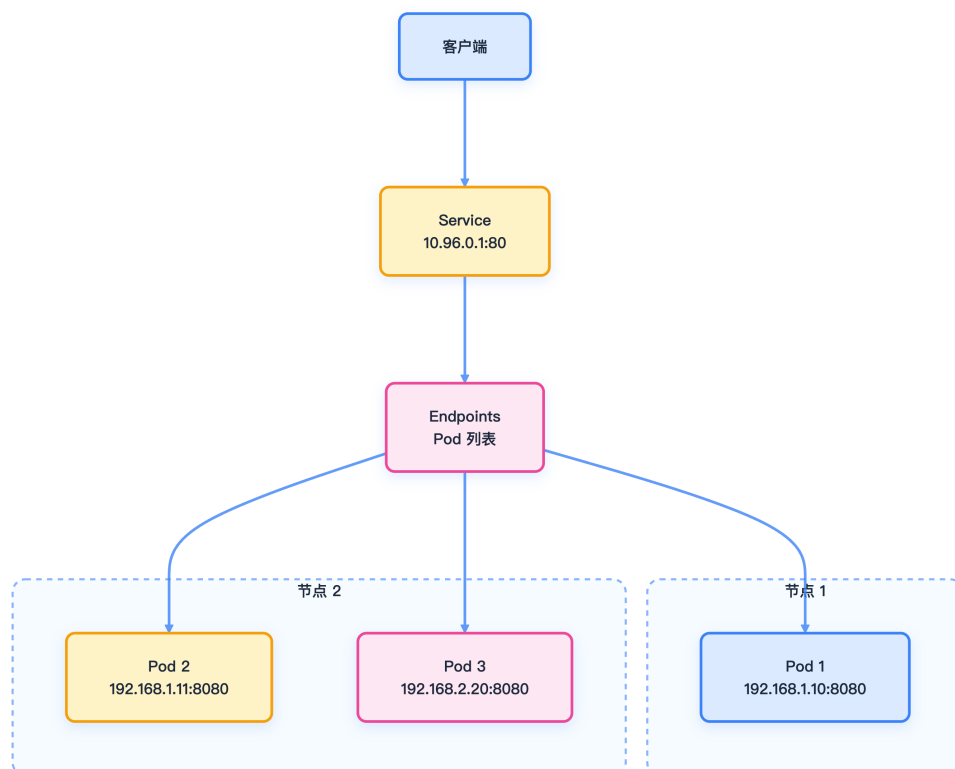 客户端
Service
10.96.0.1:80
Endpoints
Pod 列表
节点 2
节点 1
Pod 2
192.168.1.11:8080
Pod 3
192.168.2.20:8080
Pod 1
192.168.1.10:8080